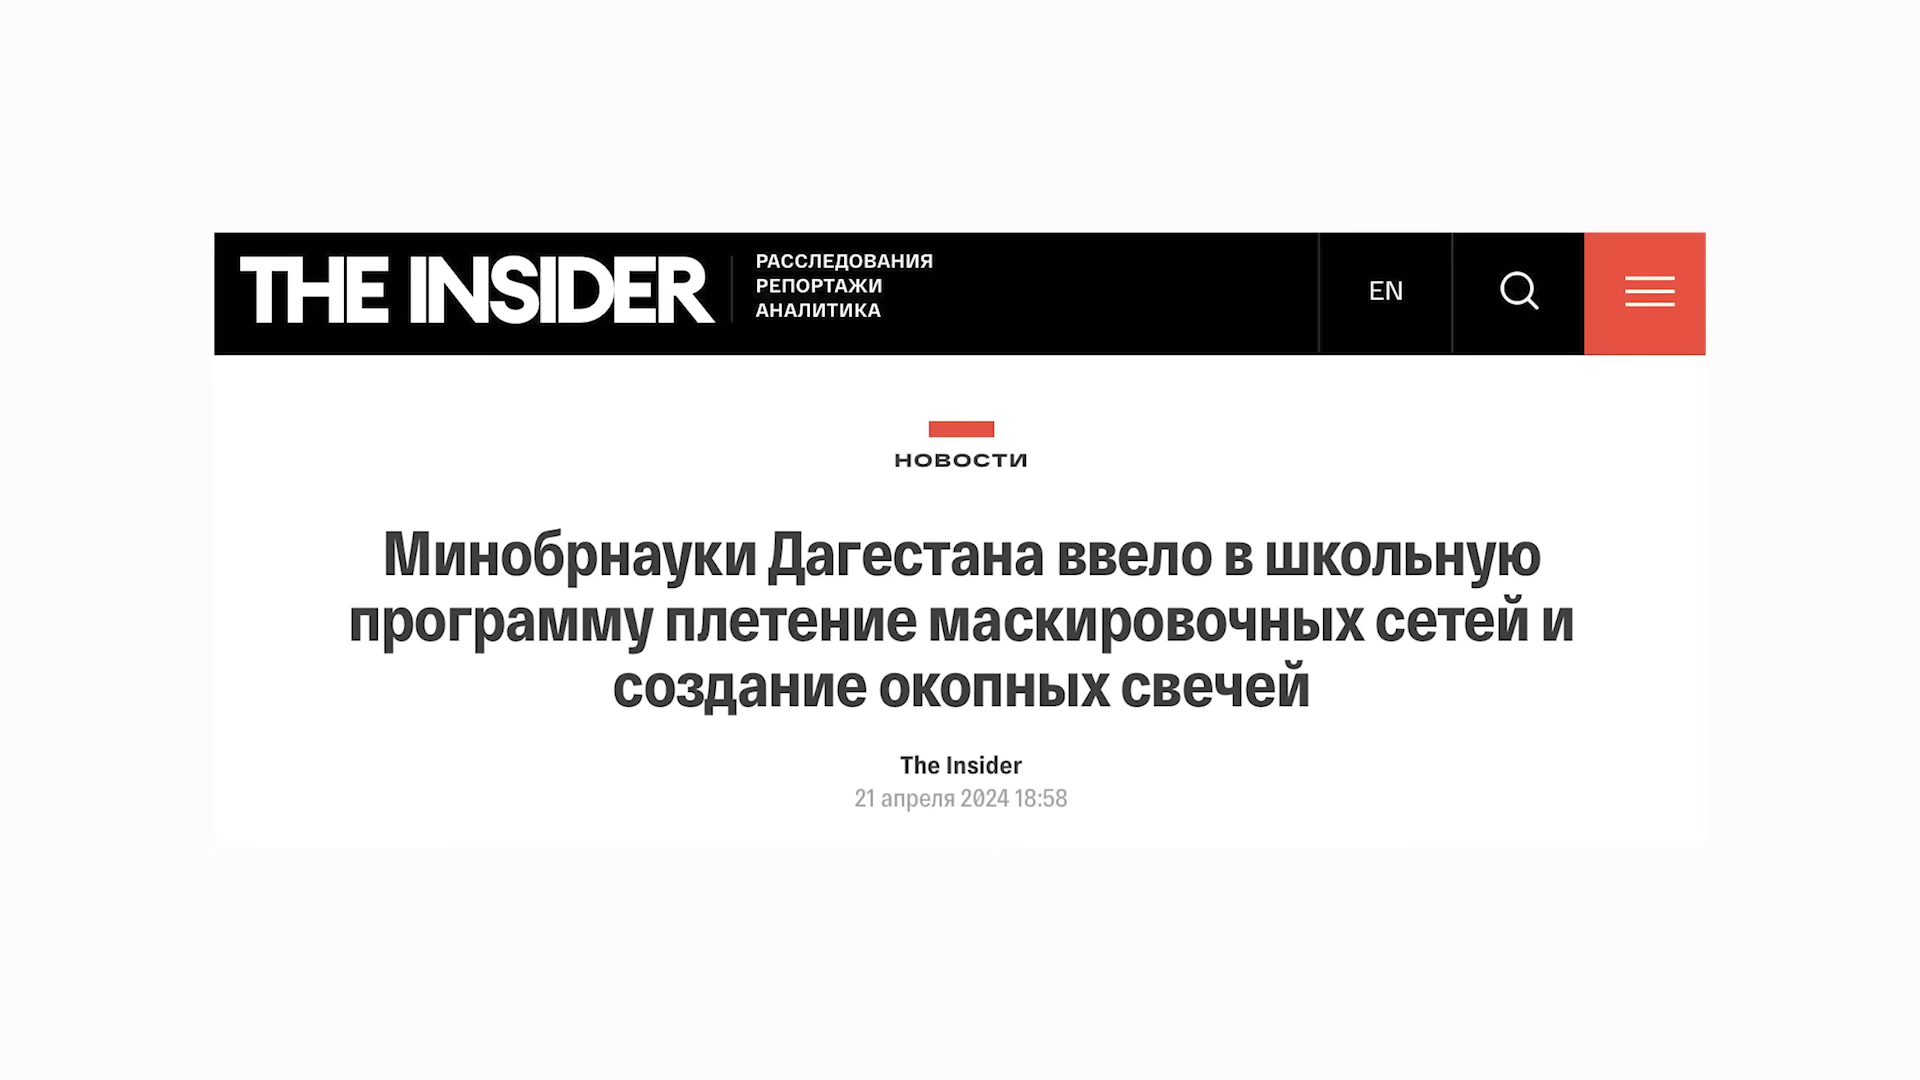 THE INSIDER
РАССЛЕДОВАНИЯ
РЕПОРТАЖИ
АНАЛИТИКА
EN
НОВОСТИ
Минобрнауки Дагестана ввело в школьную
программу плетение маскировочных сетей и
создание окопных свечей
The Insider
21 апреля 2024 18:58